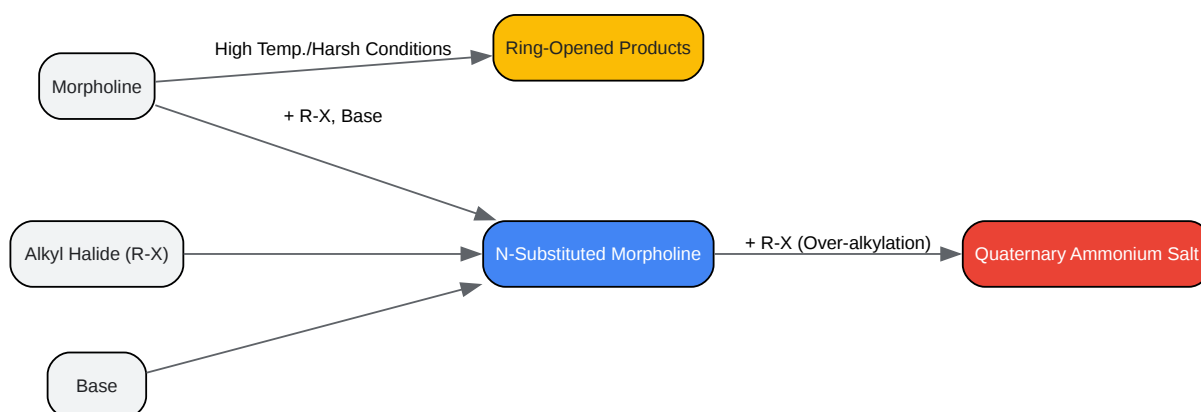 Ring-Opened Products
High Temp./Harsh Conditions
Morpholine
+ R-X, Base
Alkyl Halide (R-X)
N-Substituted Morpholine
+ R-X (Over-alkylation)
Quaternary Ammonium Salt
Base